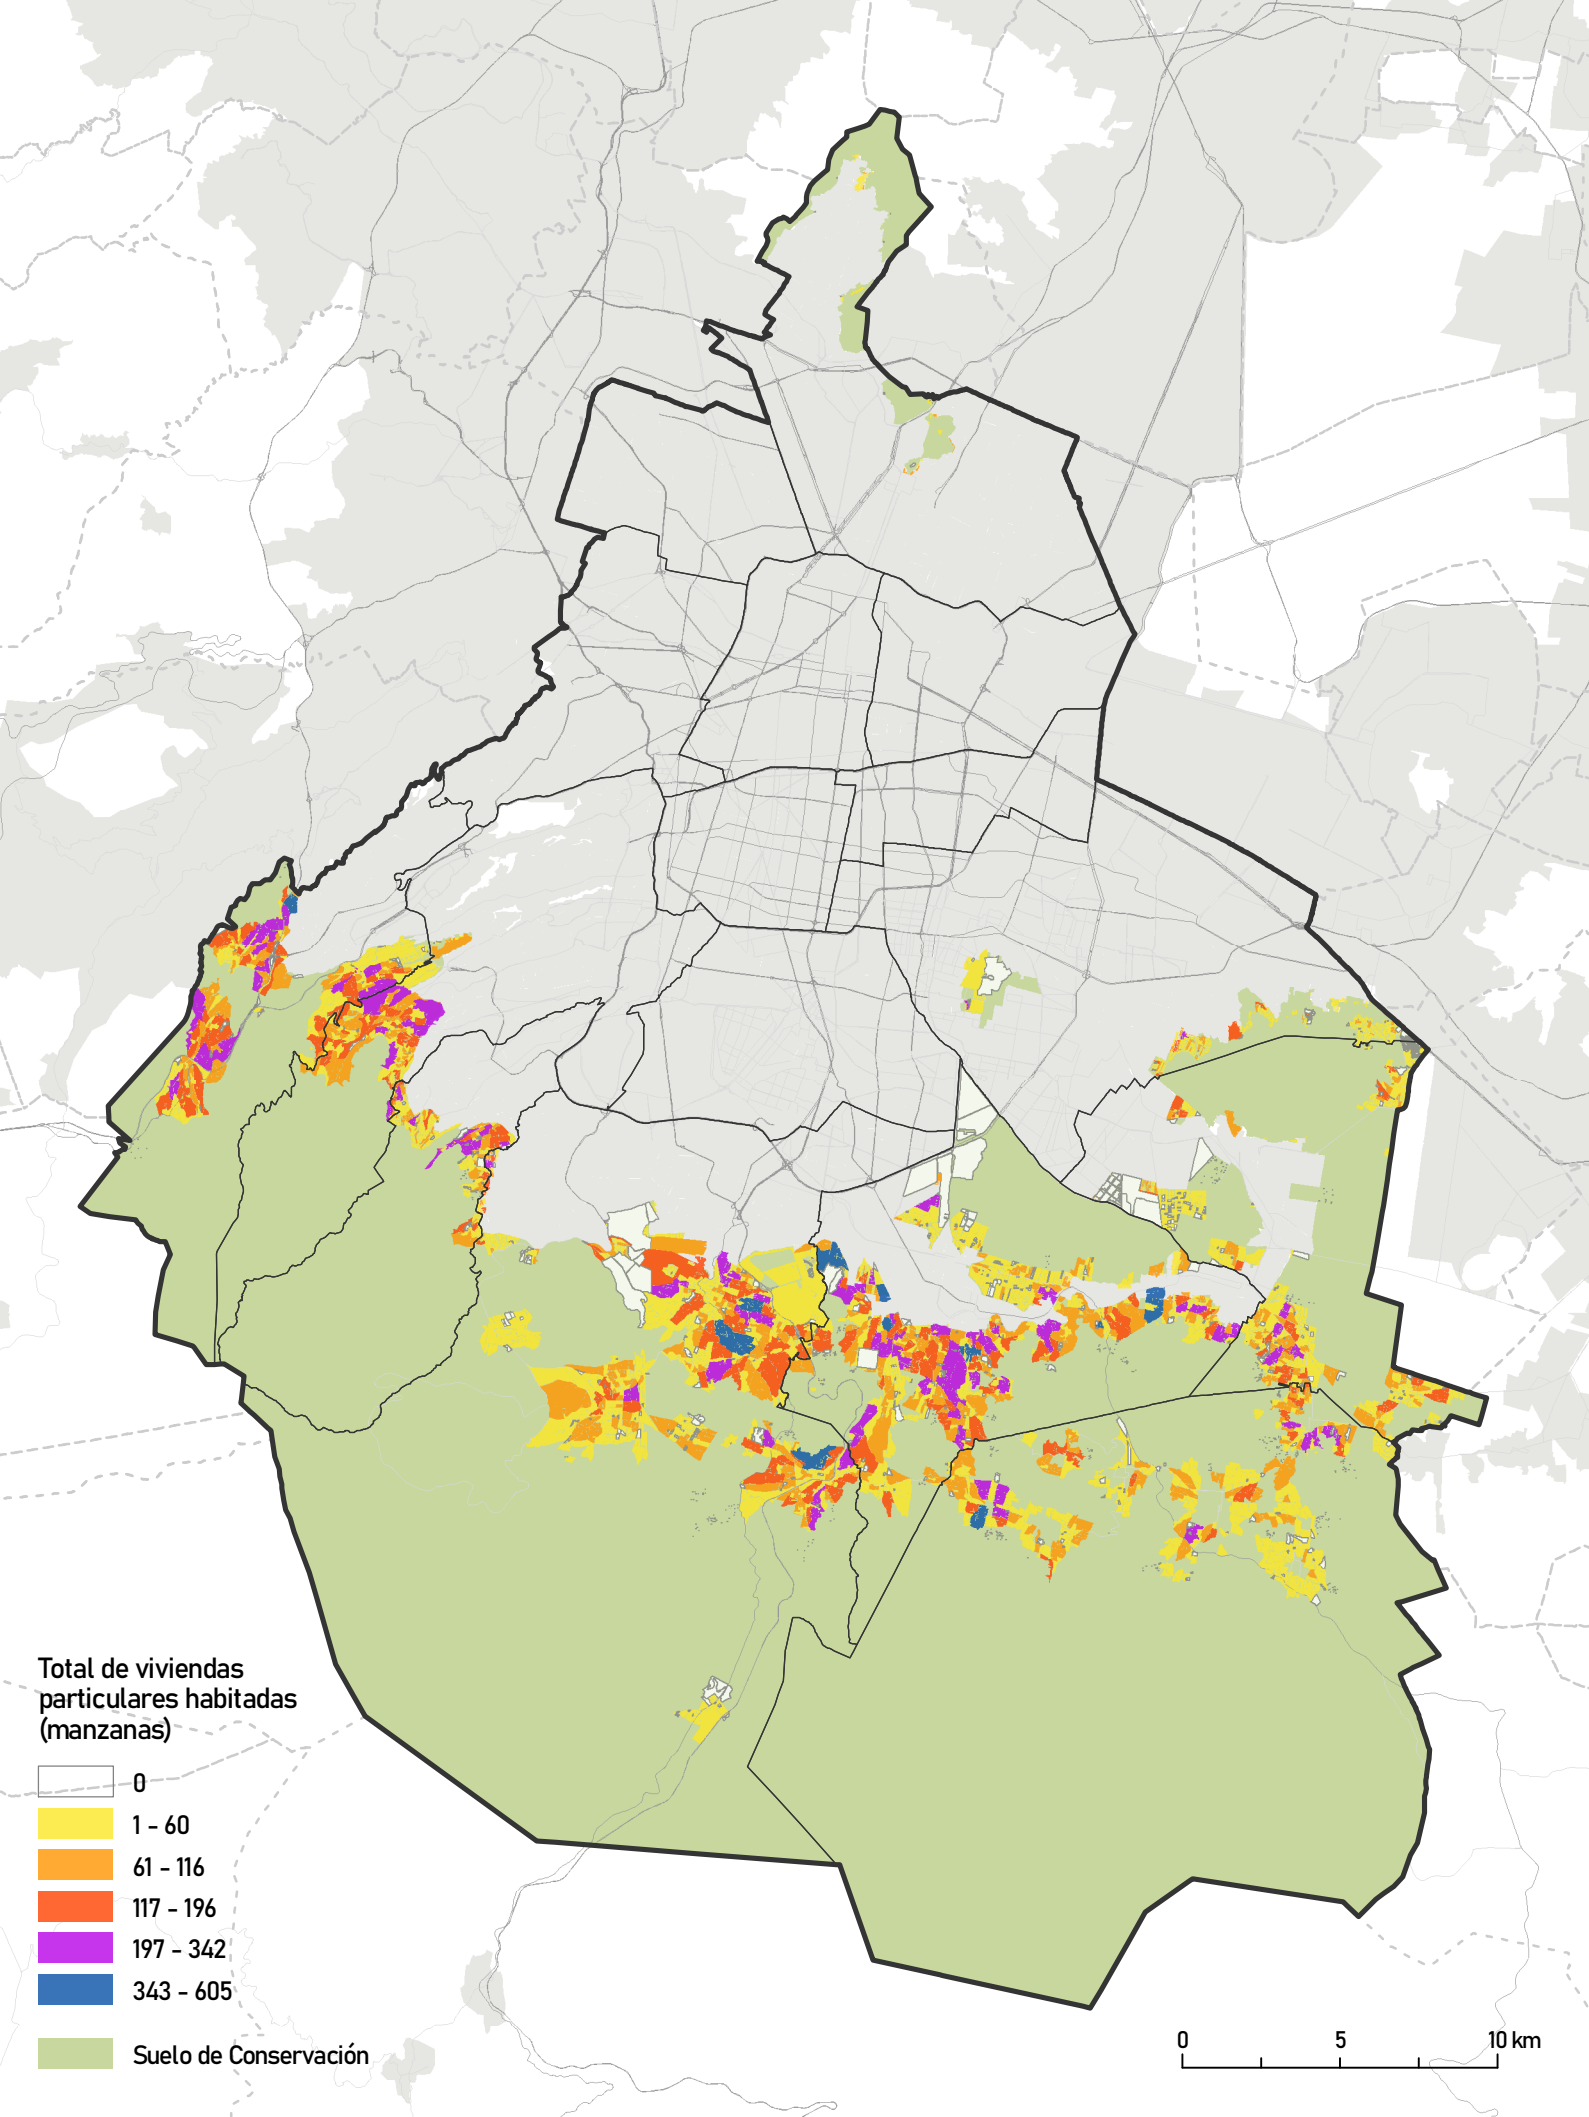 Total de viviendas
particulares habitadas
(manzanas)
0
1 - 60
61 - 116
117 - 196
197 - 342
343 - 605
Suelo de Conservación
0 5 10 km